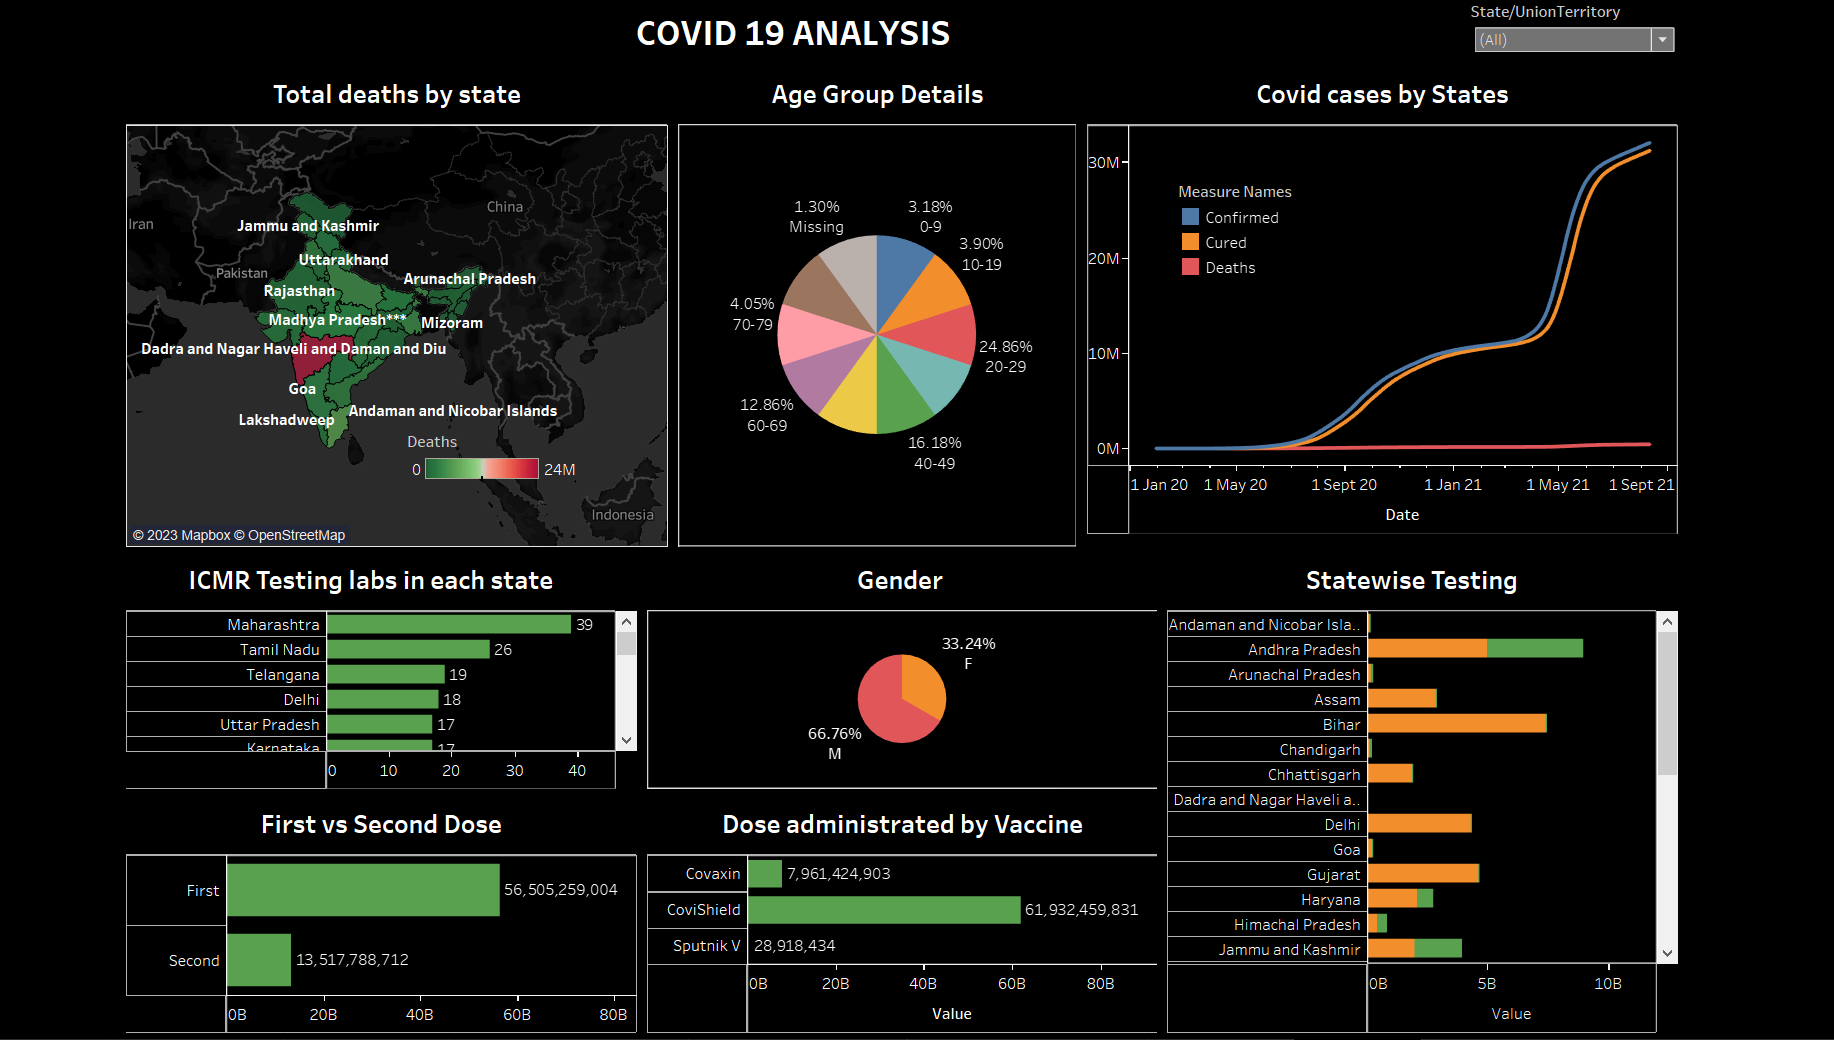 COVID 19 ANALYSIS
State/UnionTerritory
(All)
Total deaths by state
Iran
China
Jammu and Kashmir
Uttarakhand
Pakistan
Arunachal Pradesh
Rajasthan
Madhya Pradesh***
Mizoram
Dadra and Nagar Haveli and Daman and Diu
Goa
Andaman and Nicobar Islands
Lakshadweep
Deaths
0
24M
Indonesia
© 2023 Mapbox © OpenStreetMap
Age Group Details
1.30%
Missing
3.18%
0-9
3.90%
10-19
24.86%
20-29
16.18%
40-49
12.86%
60-69
4.05%
70-79
Covid cases by States
30M
20M
10M
0M
Measure Names
Confirmed
Cured
Deaths
1 Jan 20
1 May 20
1 Sept 20
1 Jan 21
1 May 21
1 Sept 21
Date
ICMR Testing labs in each state
Maharashtra 39
Tamil Nadu 26
Telangana 19
Delhi 18
Uttar Pradesh 17
Karnataka 17
0 10 20 30 40
Gender
33.24%
F
66.76%
M
Statewise Testing
Andaman and Nicobar Isla..
Andhra Pradesh
Arunachal Pradesh
Assam
Bihar
Chandigarh
Chhattisgarh
Dadra and Nagar Haveli a..
Delhi
Goa
Gujarat
Haryana
Himachal Pradesh
Jammu and Kashmir
0B 5B 10B
Value
First vs Second Dose
First 56,505,259,004
Second 13,517,788,712
0B 20B 40B 60B 80B
Dose administrated by Vaccine
Covaxin 7,961,424,903
CoviShield 61,932,459,831
Sputnik V 28,918,434
0B 20B 40B 60B 80B
Value